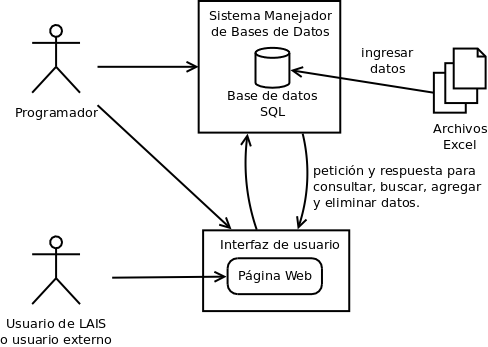 Sistema Manejador
de Bases de Datos
Base de datos
SQL
ingresar
datos
Programador
Archivos
Excel
petición y respuesta para
consultar, buscar, agregar
y eliminar datos.
Interfaz de usuario
Página Web
Usuario de LAIS
o usuario externo